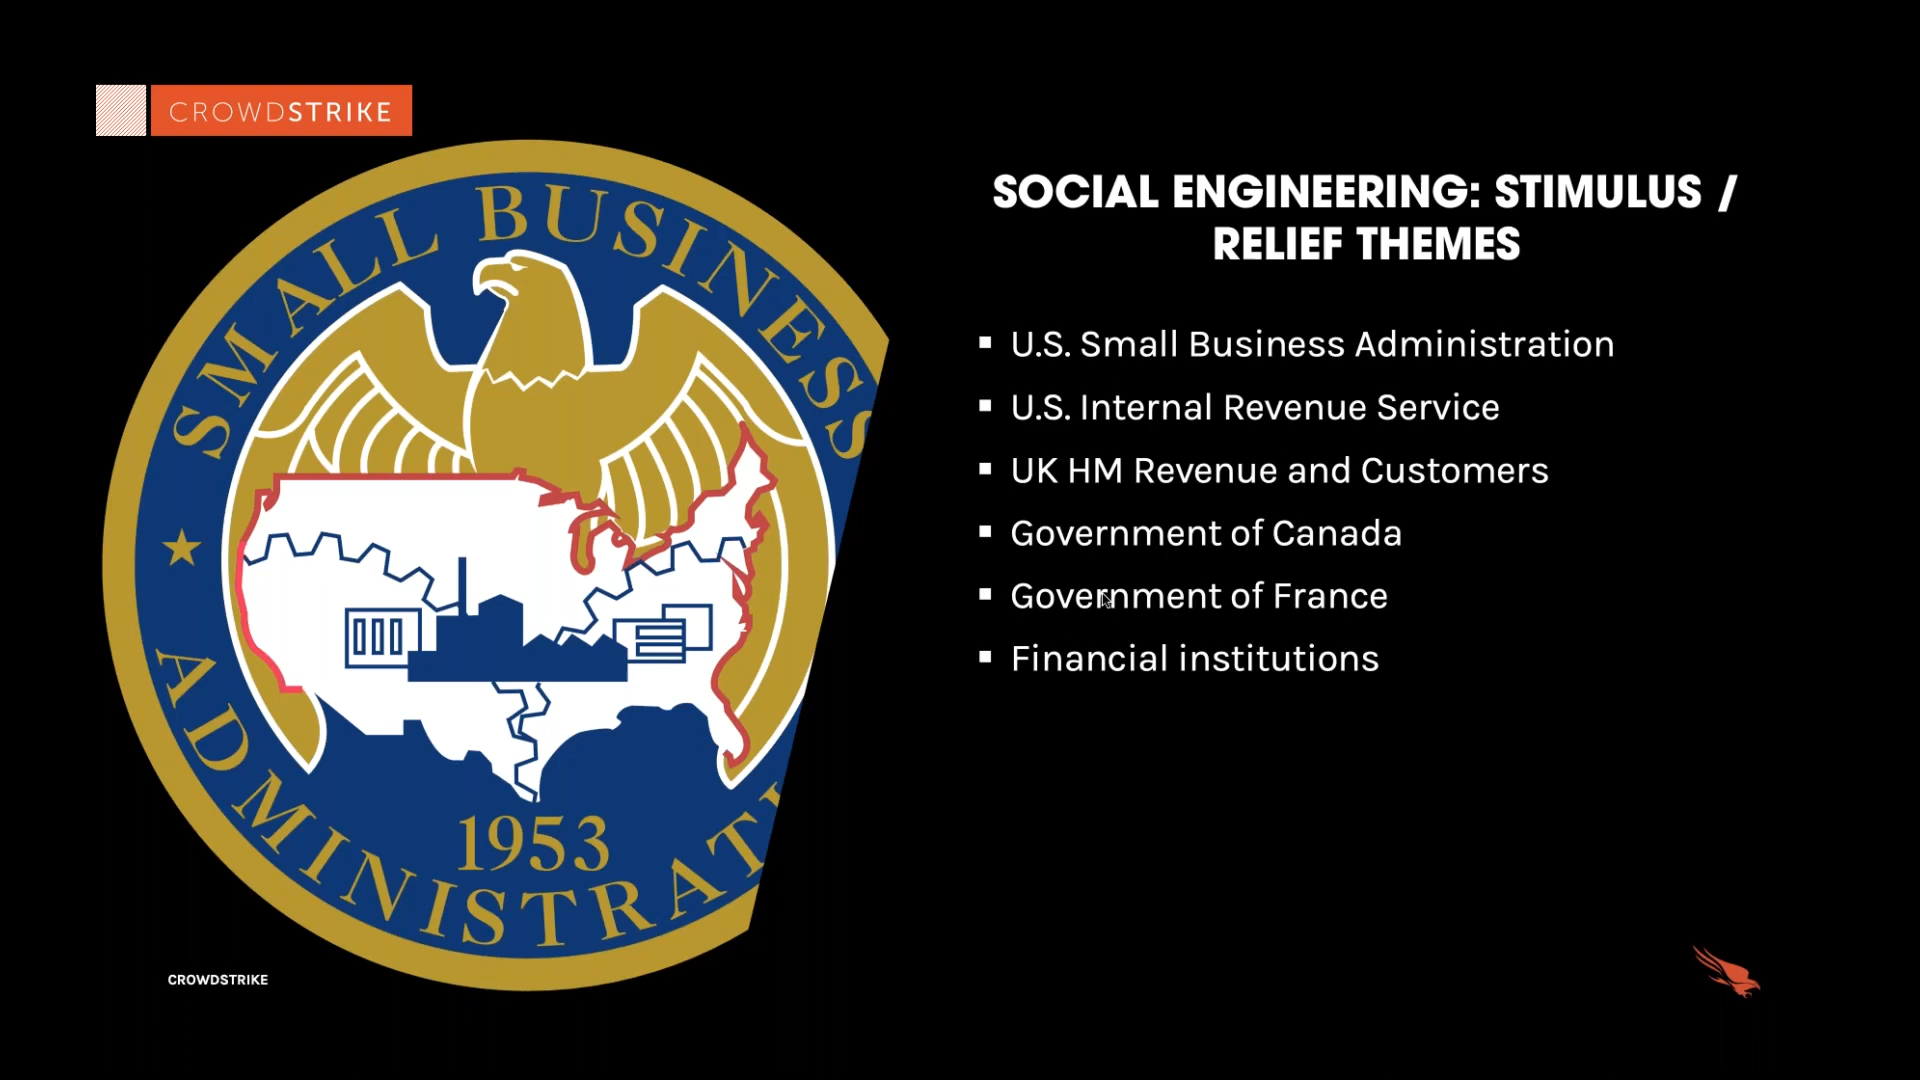 CROWDSTRIKE
SMALL BUSINESS
ADMINISTRATI
1953
SOCIAL ENGINEERING: STIMULUS /
RELIEF THEMES
▪ U.S. Small Business Administration
▪ U.S. Internal Revenue Service
▪ UK HM Revenue and Customers
▪ Government of Canada
▪ Government of France
▪ Financial institutions
CROWDSTRIKE